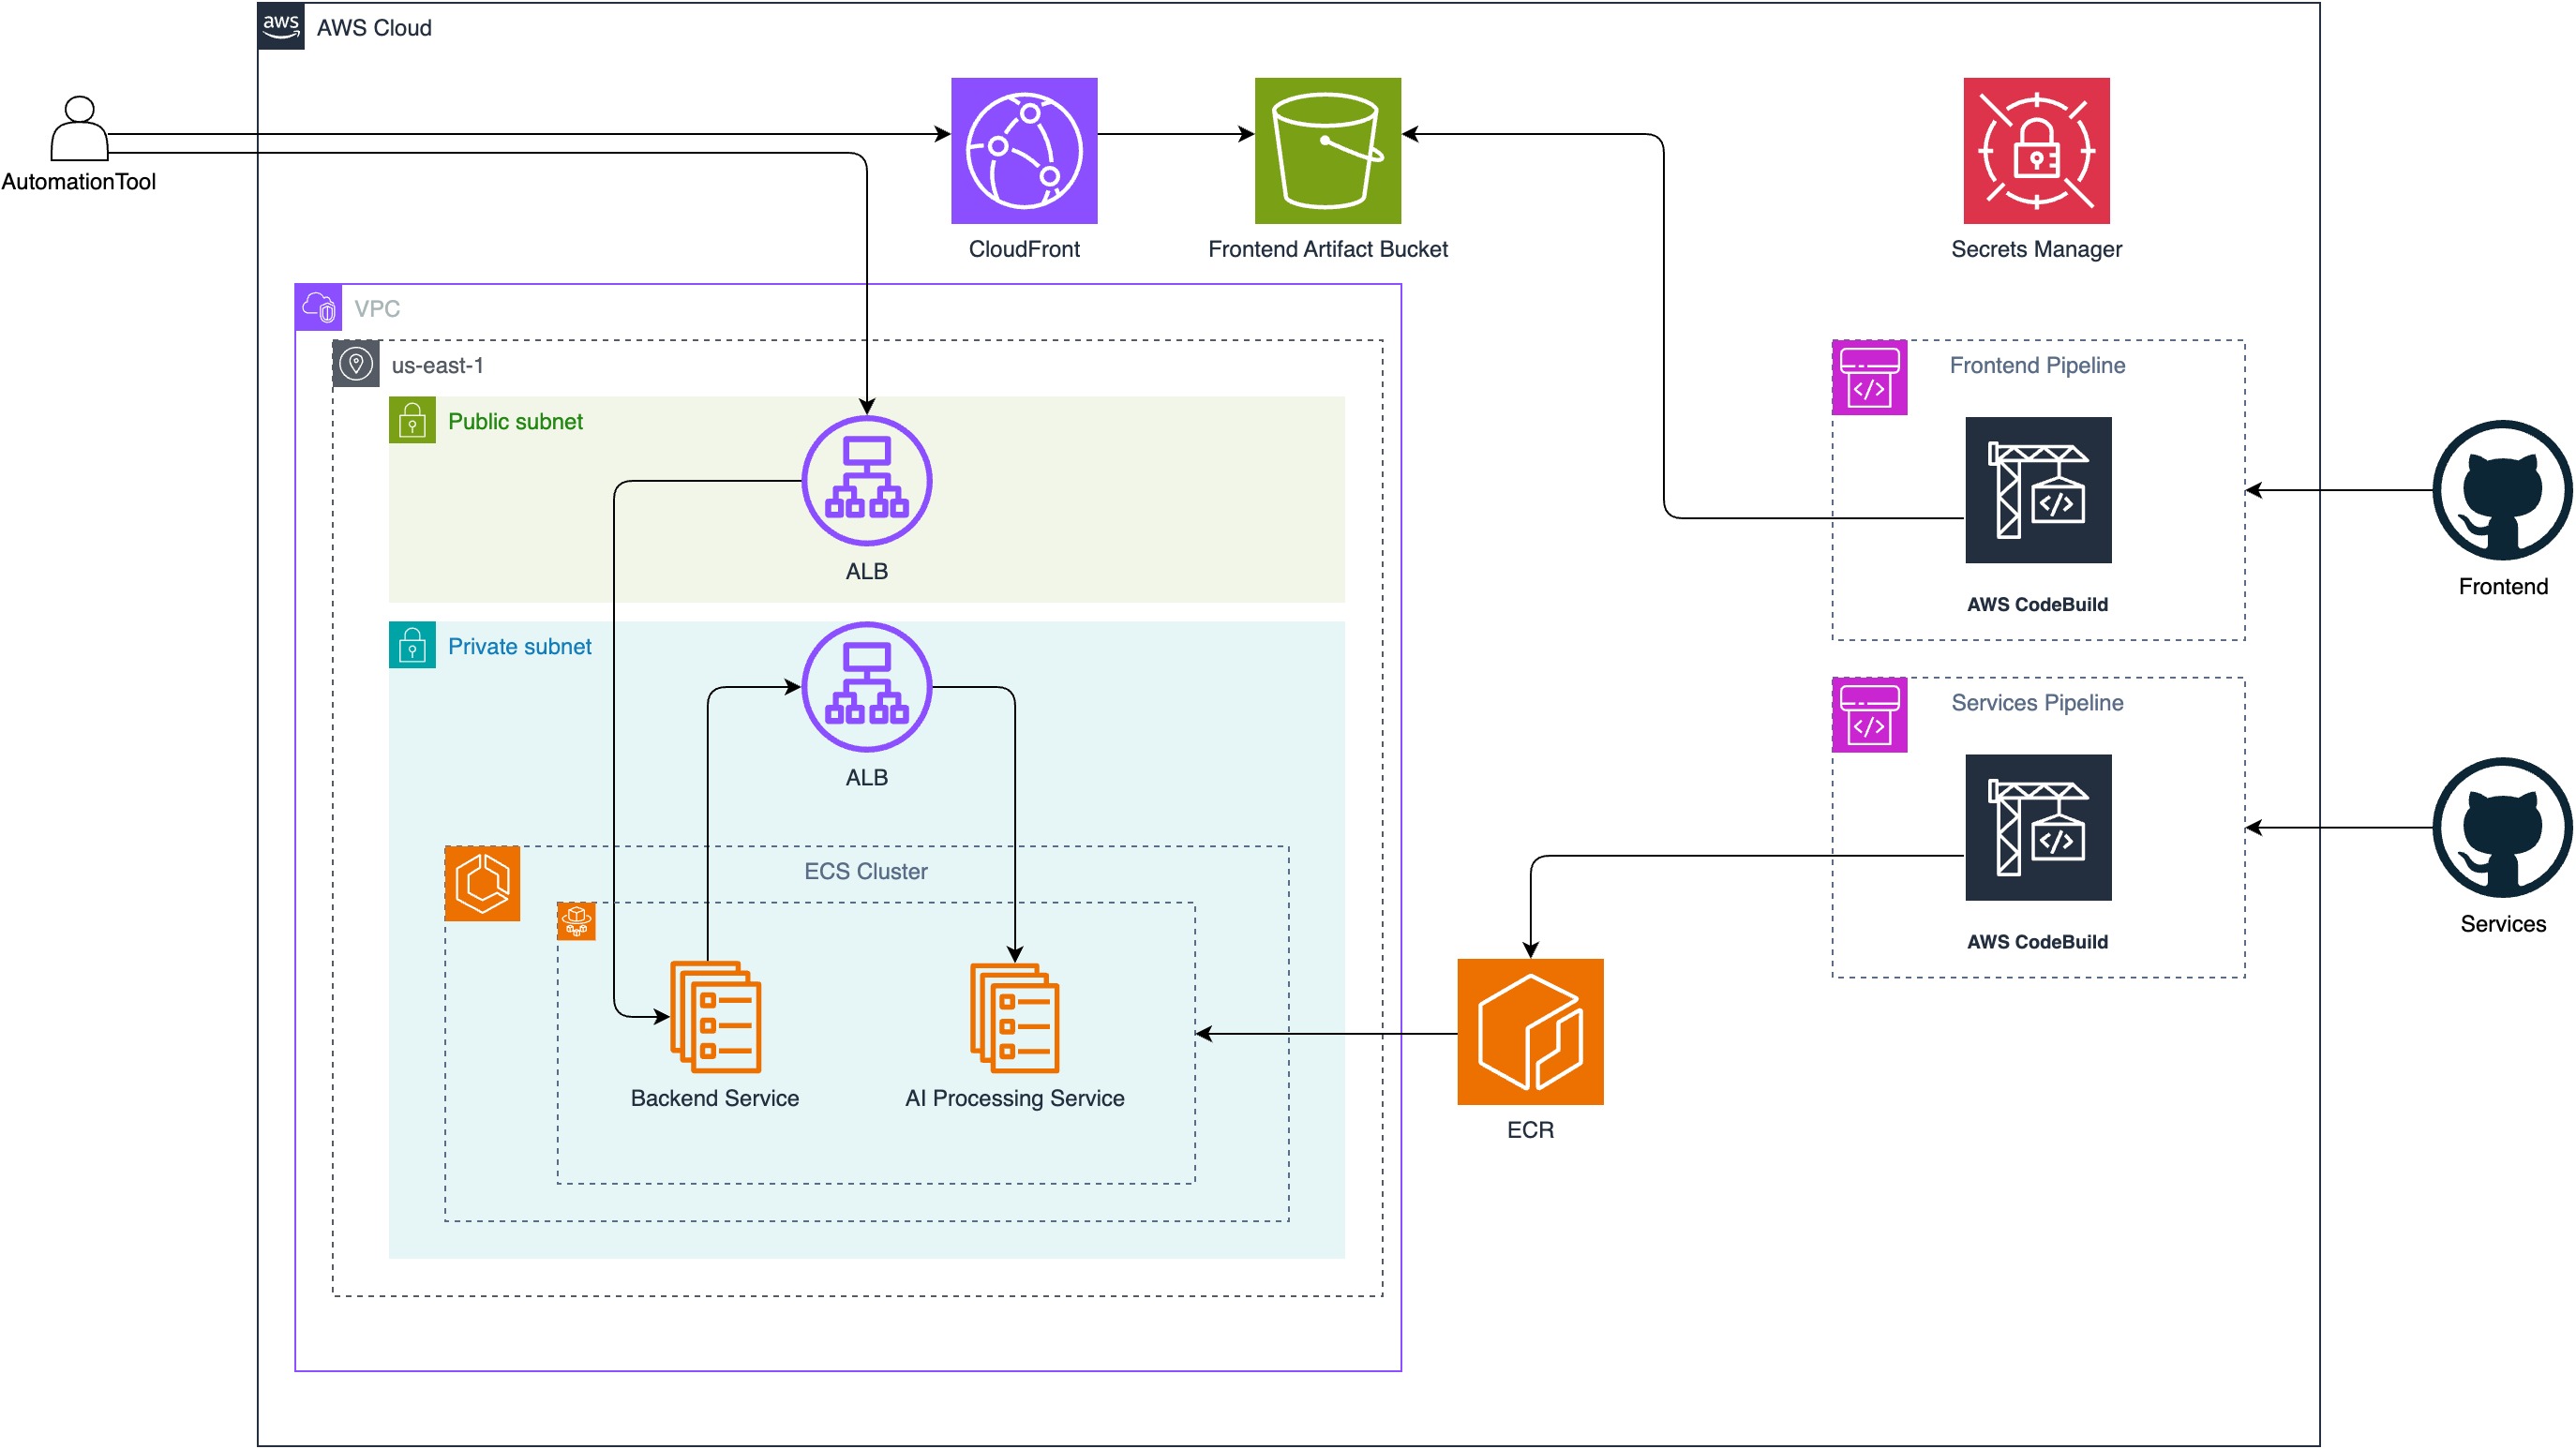 aws
AWS Cloud
AutomationTool
CloudFront
Frontend Artifact Bucket
Secrets Manager
VPC
us-east-1
Public subnet
ALB
Private subnet
ALB
ECS Cluster
Backend Service
AI Processing Service
ECR
Frontend Pipeline
</>
</>
AWS CodeBuild
Frontend
Services Pipeline
</>
</>
AWS CodeBuild
Services